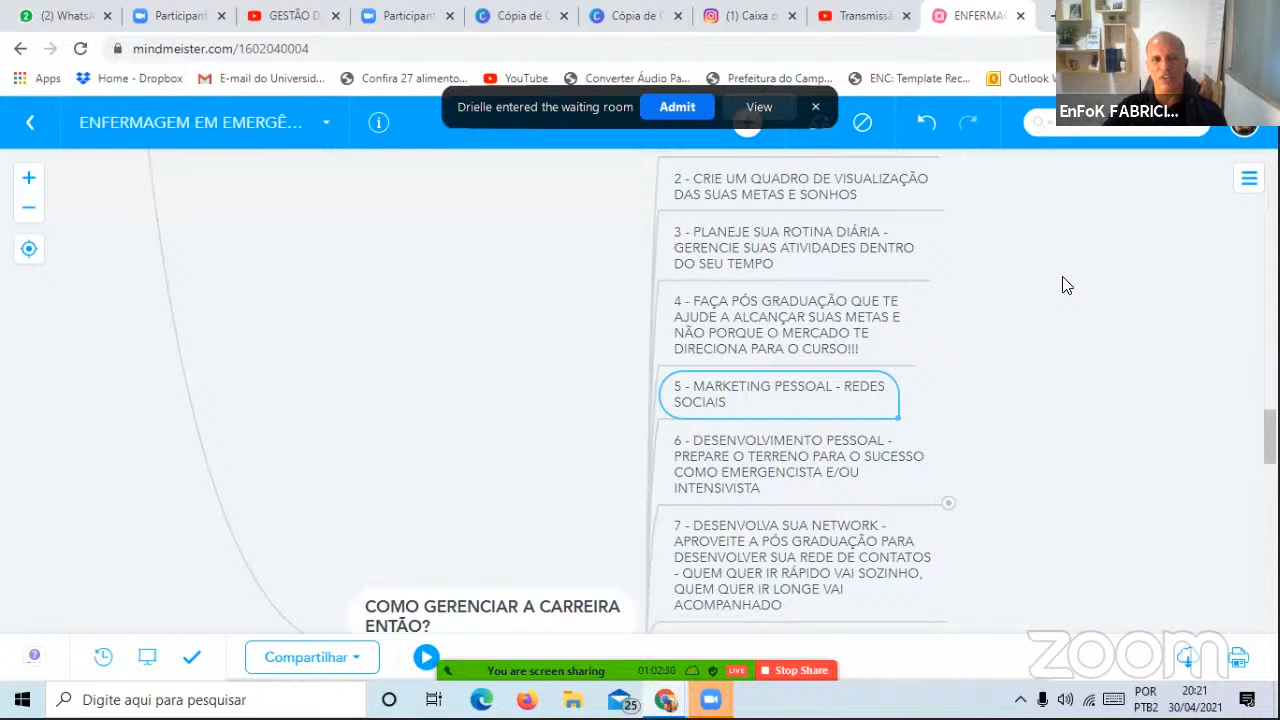 (2) WhatsA
Participant
GESTÃO D
Participant
Cópia de C
Cópia de C
(1) Caixa d
Transmissã
ENFERMA
mindmeister.com/1602040004
Apps
Home - Dropbox
E-mail do Universid...
Confira 27 alimento...
YouTube
Converter Áudio Pa...
Prefeitura do Camp...
ENC: Template Rec...
Outlook W
EnFoK FABRICI...
Drielle entered the waiting room
Admit
View
ENFERMAGEM EM EMERGÊ...
2 - CRIE UM QUADRO DE VISUALIZAÇÃO
DAS SUAS METAS E SONHOS
3 - PLANEJE SUA ROTINA DIÁRIA -
GERENCIE SUAS ATIVIDADES DENTRO
DO SEU TEMPO
4 - FAÇA PÓS GRADUAÇÃO QUE TE
AJUDE A ALCANÇAR SUAS METAS E
NÃO PORQUE O MERCADO TE
DIRECIONA PARA O CURSO!!!
5 - MARKETING PESSOAL - REDES
SOCIAIS
6 - DESENVOLVIMENTO PESSOAL -
PREPARE O TERRENO PARA O SUCESSO
COMO EMERGENCISTA E/OU
INTENSIVISTA
7 - DESENVOLVA SUA NETWORK -
APROVEITE A PÓS GRADUAÇÃO PARA
DESENVOLVER SUA REDE DE CONTATOS
- QUEM QUER IR RÁPIDO VAI SOZINHO,
QUEM QUER IR LONGE VAI
ACOMPANHADO
COMO GERENCIAR A CARREIRA
ENTÃO?
zoom
Compartilhar
You are screen sharing
01:02:30
LIVE
Stop Share
Digite aqui para pesquisar
25
POR
PTB2
20:21
30/04/2021